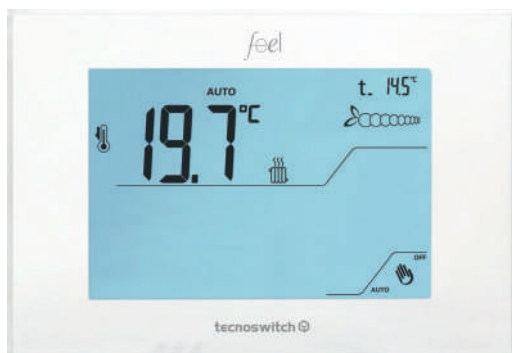 feel
AUTO
t. 14.5°C
19.7°C
OFF
AUTO
tecnoswitch